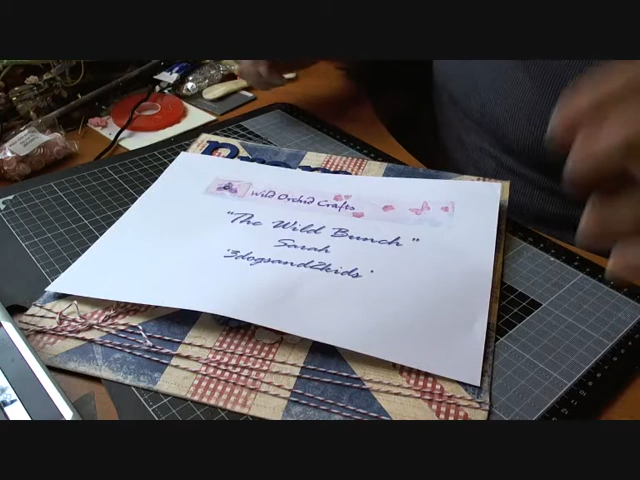 Wild Orchid Crafts
"The Wild Bunch"
Sarah
'3dogsand2kids'